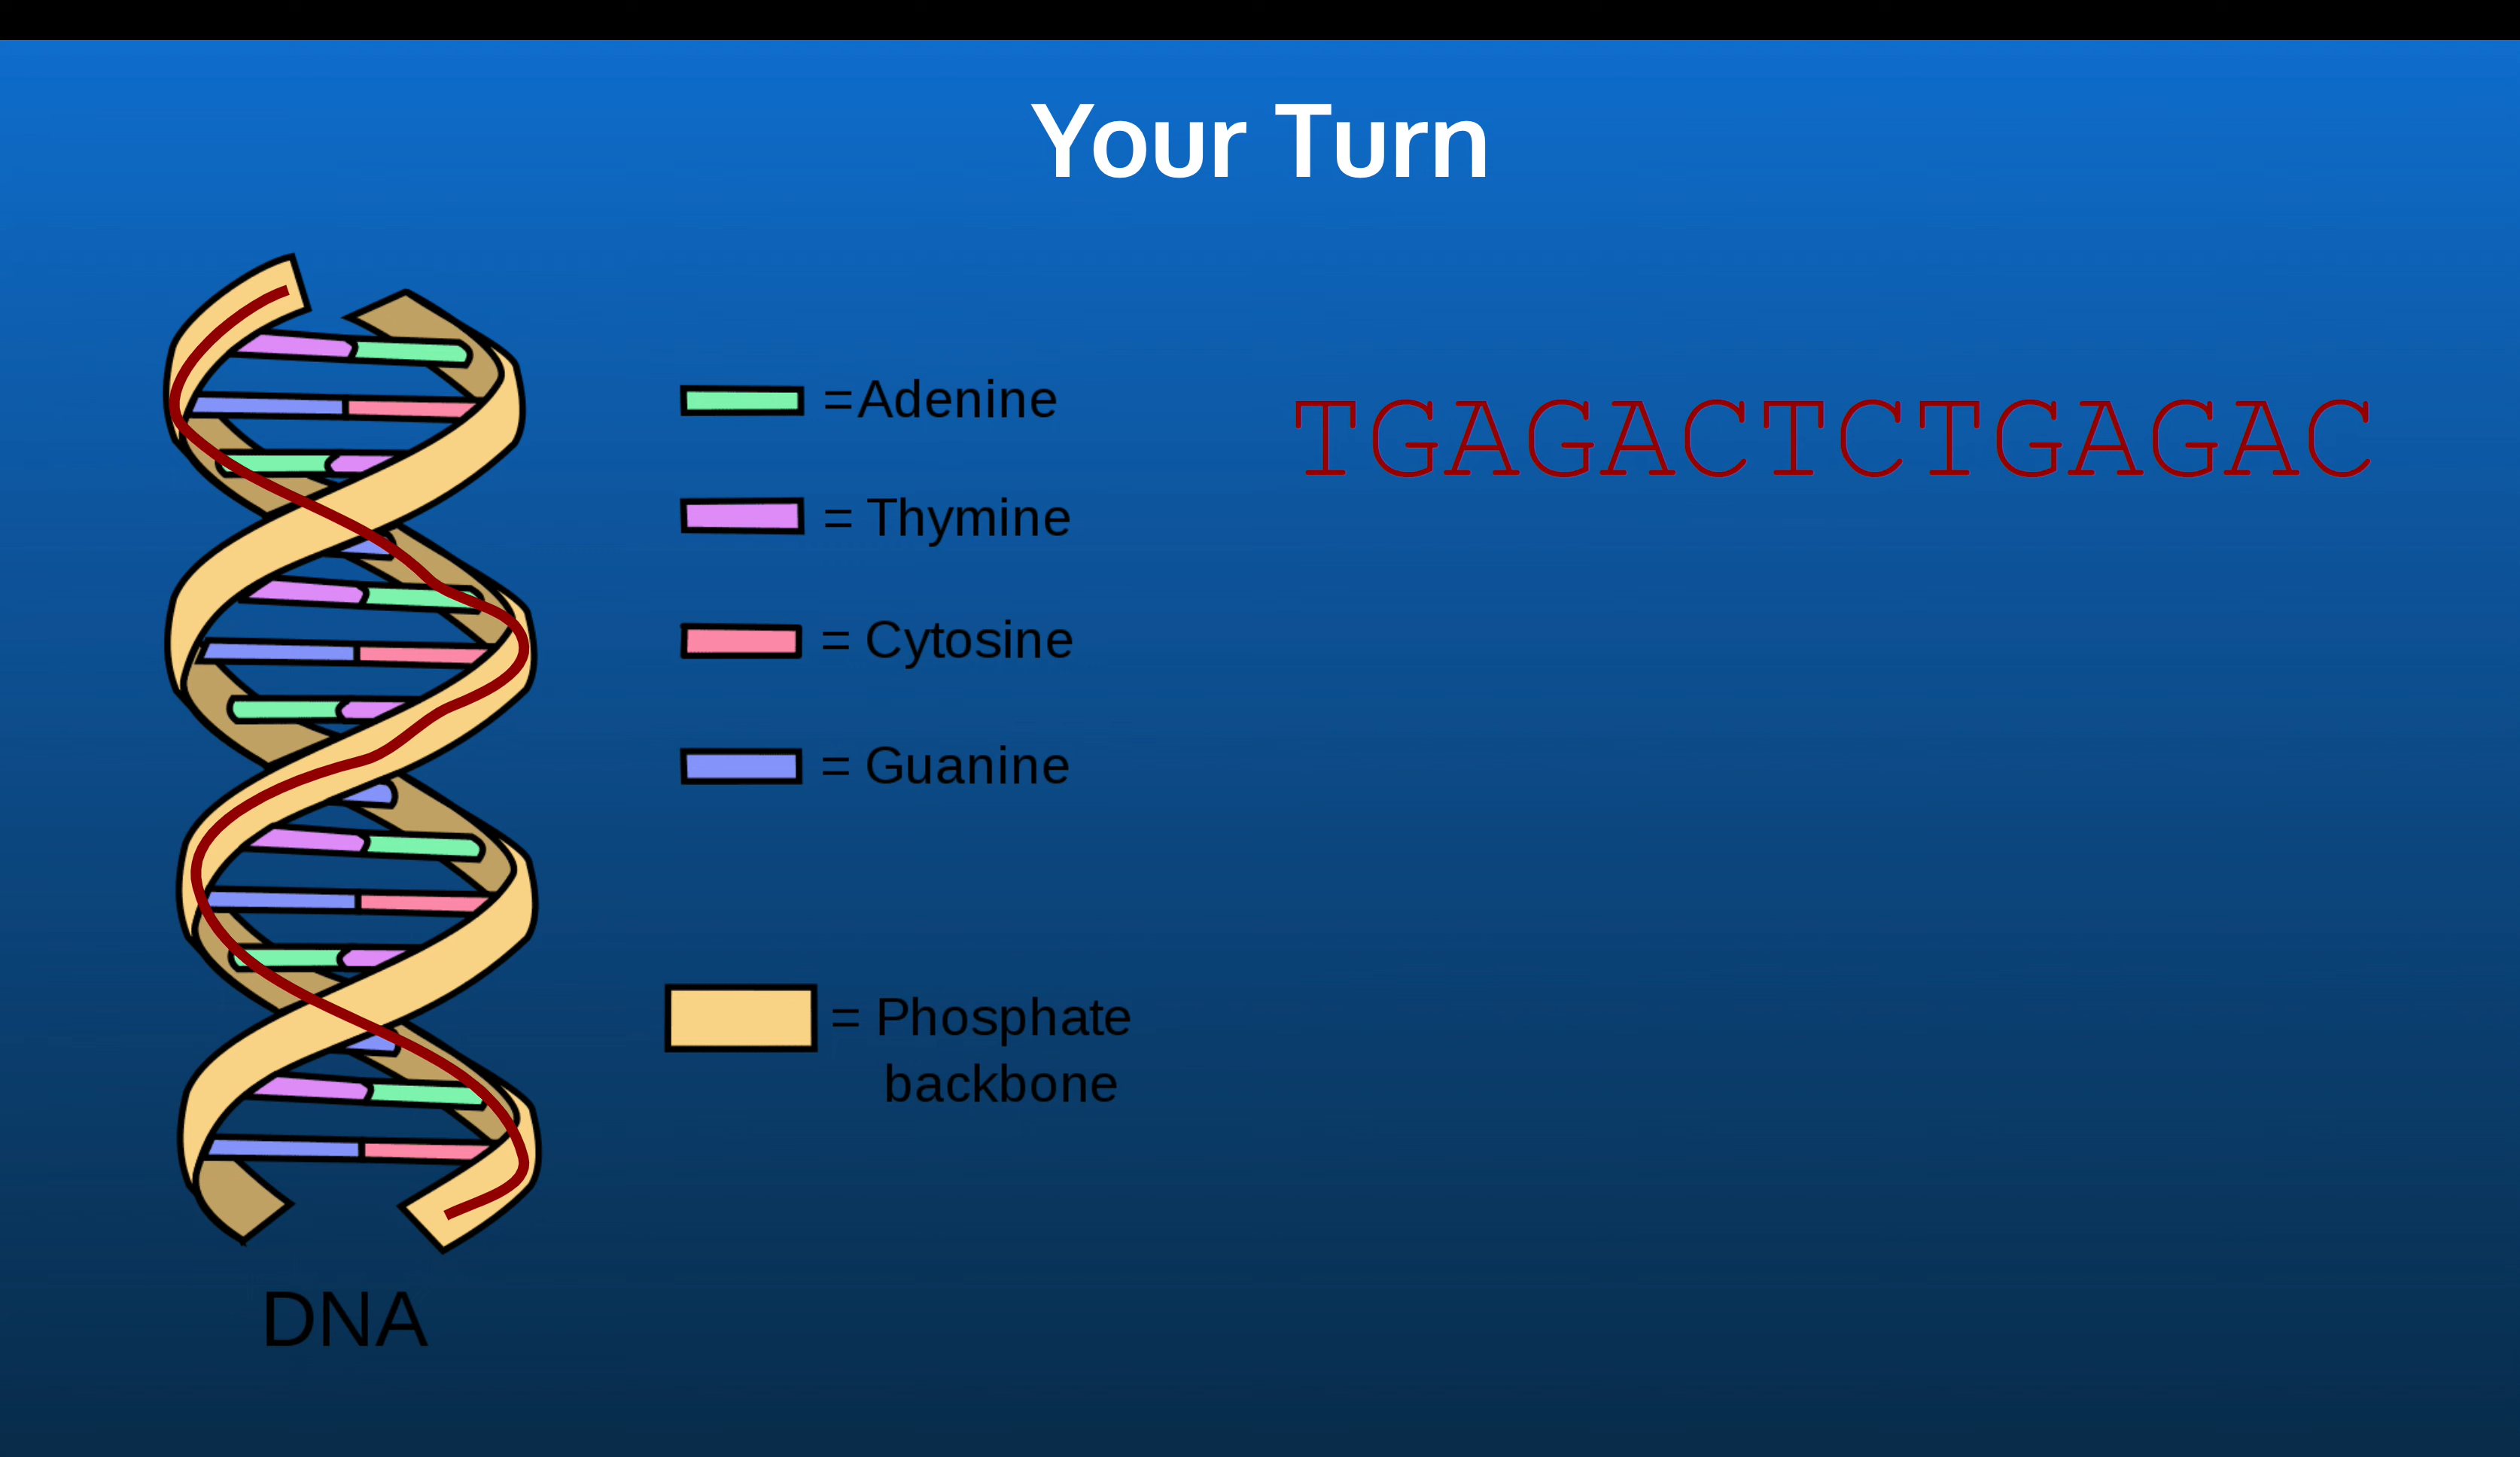 Your Turn
=Adenine
= Thymine
= Cytosine
= Guanine
= Phosphate
backbone
DNA
TGAGACTCTGAGAC